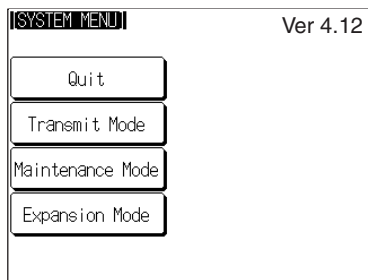 [SYSTEM MENU]
Ver 4.12
Quit
Transmit Mode
Maintenance Mode
Expansion Mode